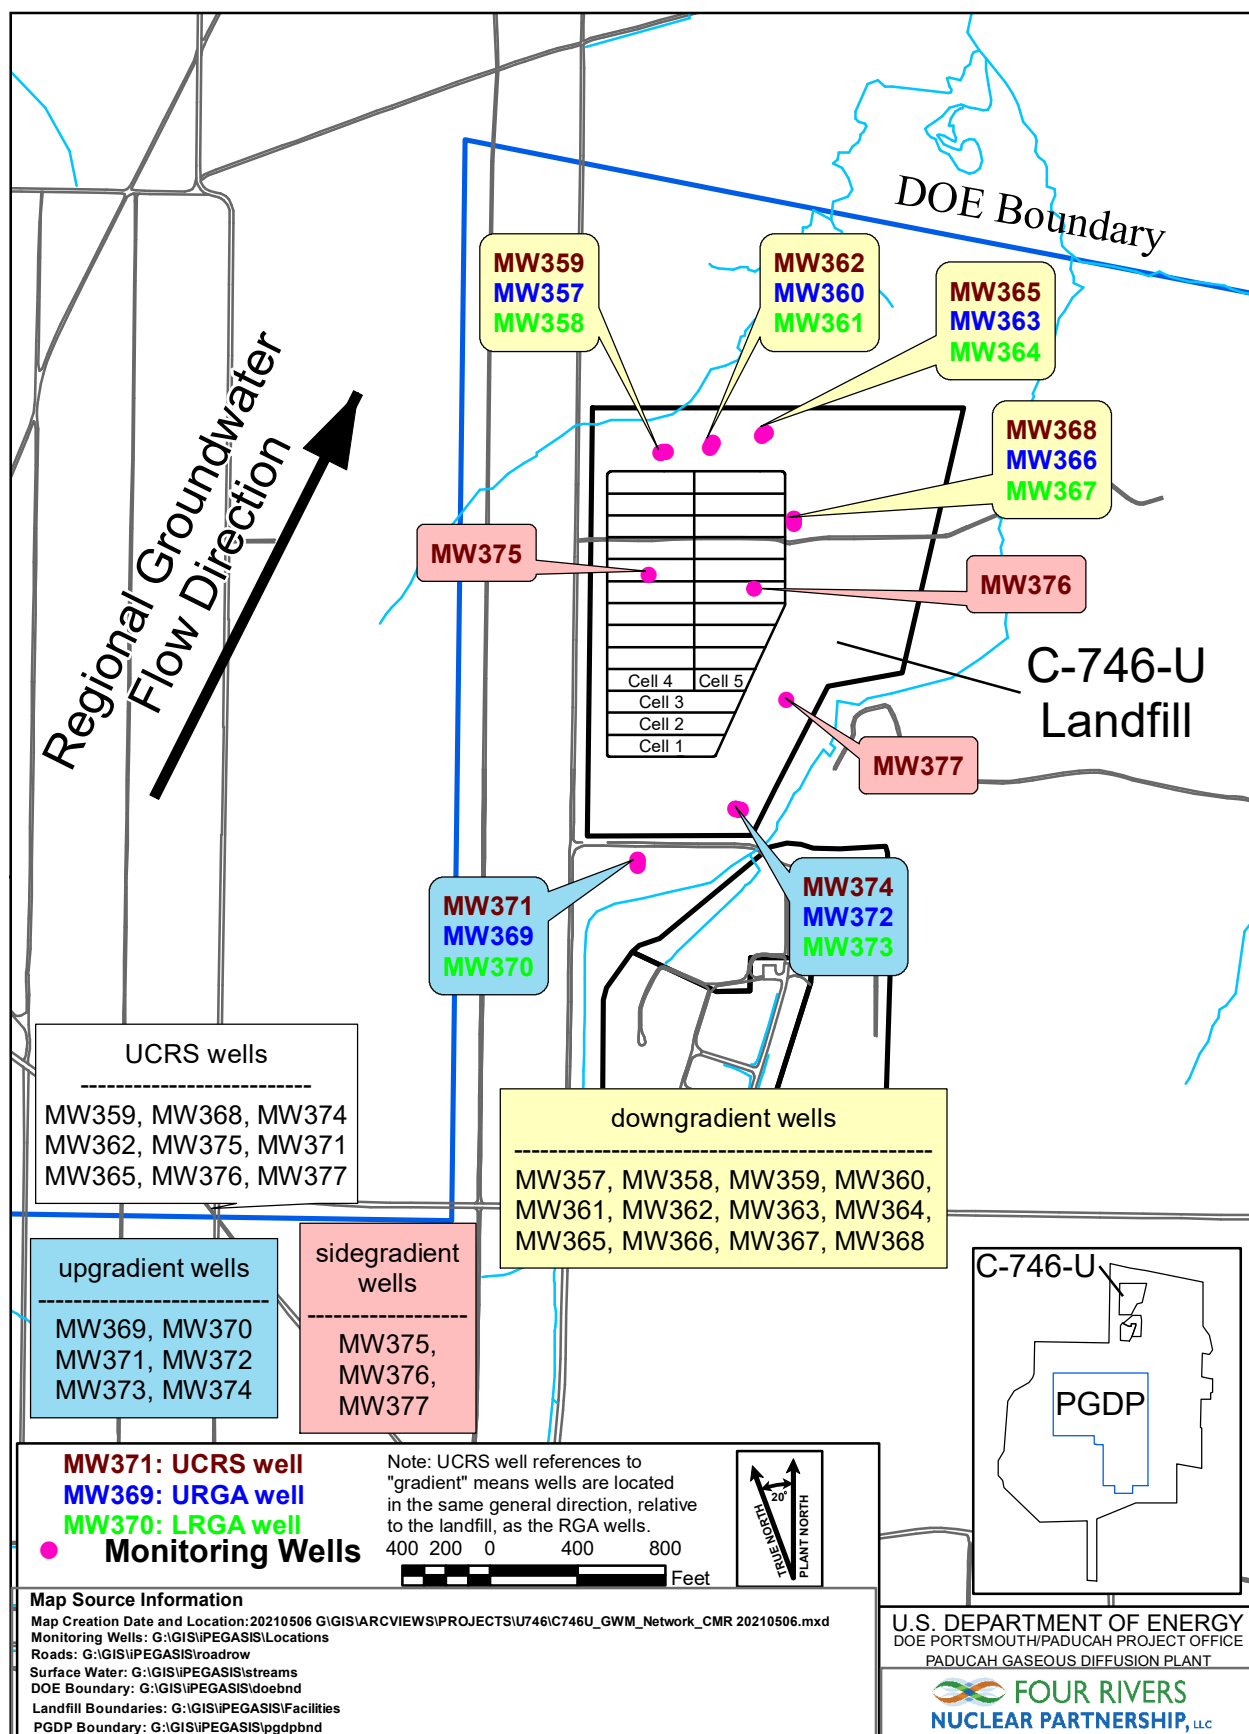 DOE Boundary
MW359
MW357
MW358
MW362
MW360
MW361
MW365
MW363
MW364
MW368
MW366
MW367
Regional Groundwater
Flow Direction
MW375
MW376
C-746-U
Landfill
Cell 4
Cell 5
Cell 3
Cell 2
Cell 1
MW377
MW371
MW369
MW370
MW374
MW372
MW373
UCRS wells
----------------------------
MW359, MW368, MW374
MW362, MW375, MW371
MW365, MW376, MW377
downgradient wells
---------------------------------------------------
MW357, MW358, MW359, MW360,
MW361, MW362, MW363, MW364,
MW365, MW366, MW367, MW368
upgradient wells
----------------------------
MW369, MW370
MW371, MW372
MW373, MW374
sidegradient
wells
----------------
MW375,
MW376,
MW377
C-746-U
PGDP
MW371: UCRS well
MW369: URGA well
MW370: LRGA well
Monitoring Wells
Note: UCRS well references to
"gradient" means wells are located
in the same general direction, relative
to the landfill, as the RGA wells.
400 200 0 400 800
Feet
20°
TRUE NORTH
PLANT NORTH
Map Source Information
Map Creation Date and Location:20210506 G\GIS\ARCVIEWS\PROJECTS\U746\C746U_GWM_Network_CMR 20210506.mxd
Monitoring Wells: G:\GIS\iPEGASIS\Locations
Roads: G:\GIS\iPEGASIS\roadrow
Surface Water: G:\GIS\iPEGASIS\streams
DOE Boundary: G:\GIS\iPEGASIS\doebnd
Landfill Boundaries: G:\GIS\iPEGASIS\Facilities
PGDP Boundary: G:\GIS\iPEGASIS\pgdpbnd
U.S. DEPARTMENT OF ENERGY
DOE PORTSMOUTH/PADUCAH PROJECT OFFICE
PADUCAH GASEOUS DIFFUSION PLANT
FOUR RIVERS
NUCLEAR PARTNERSHIP, LLC